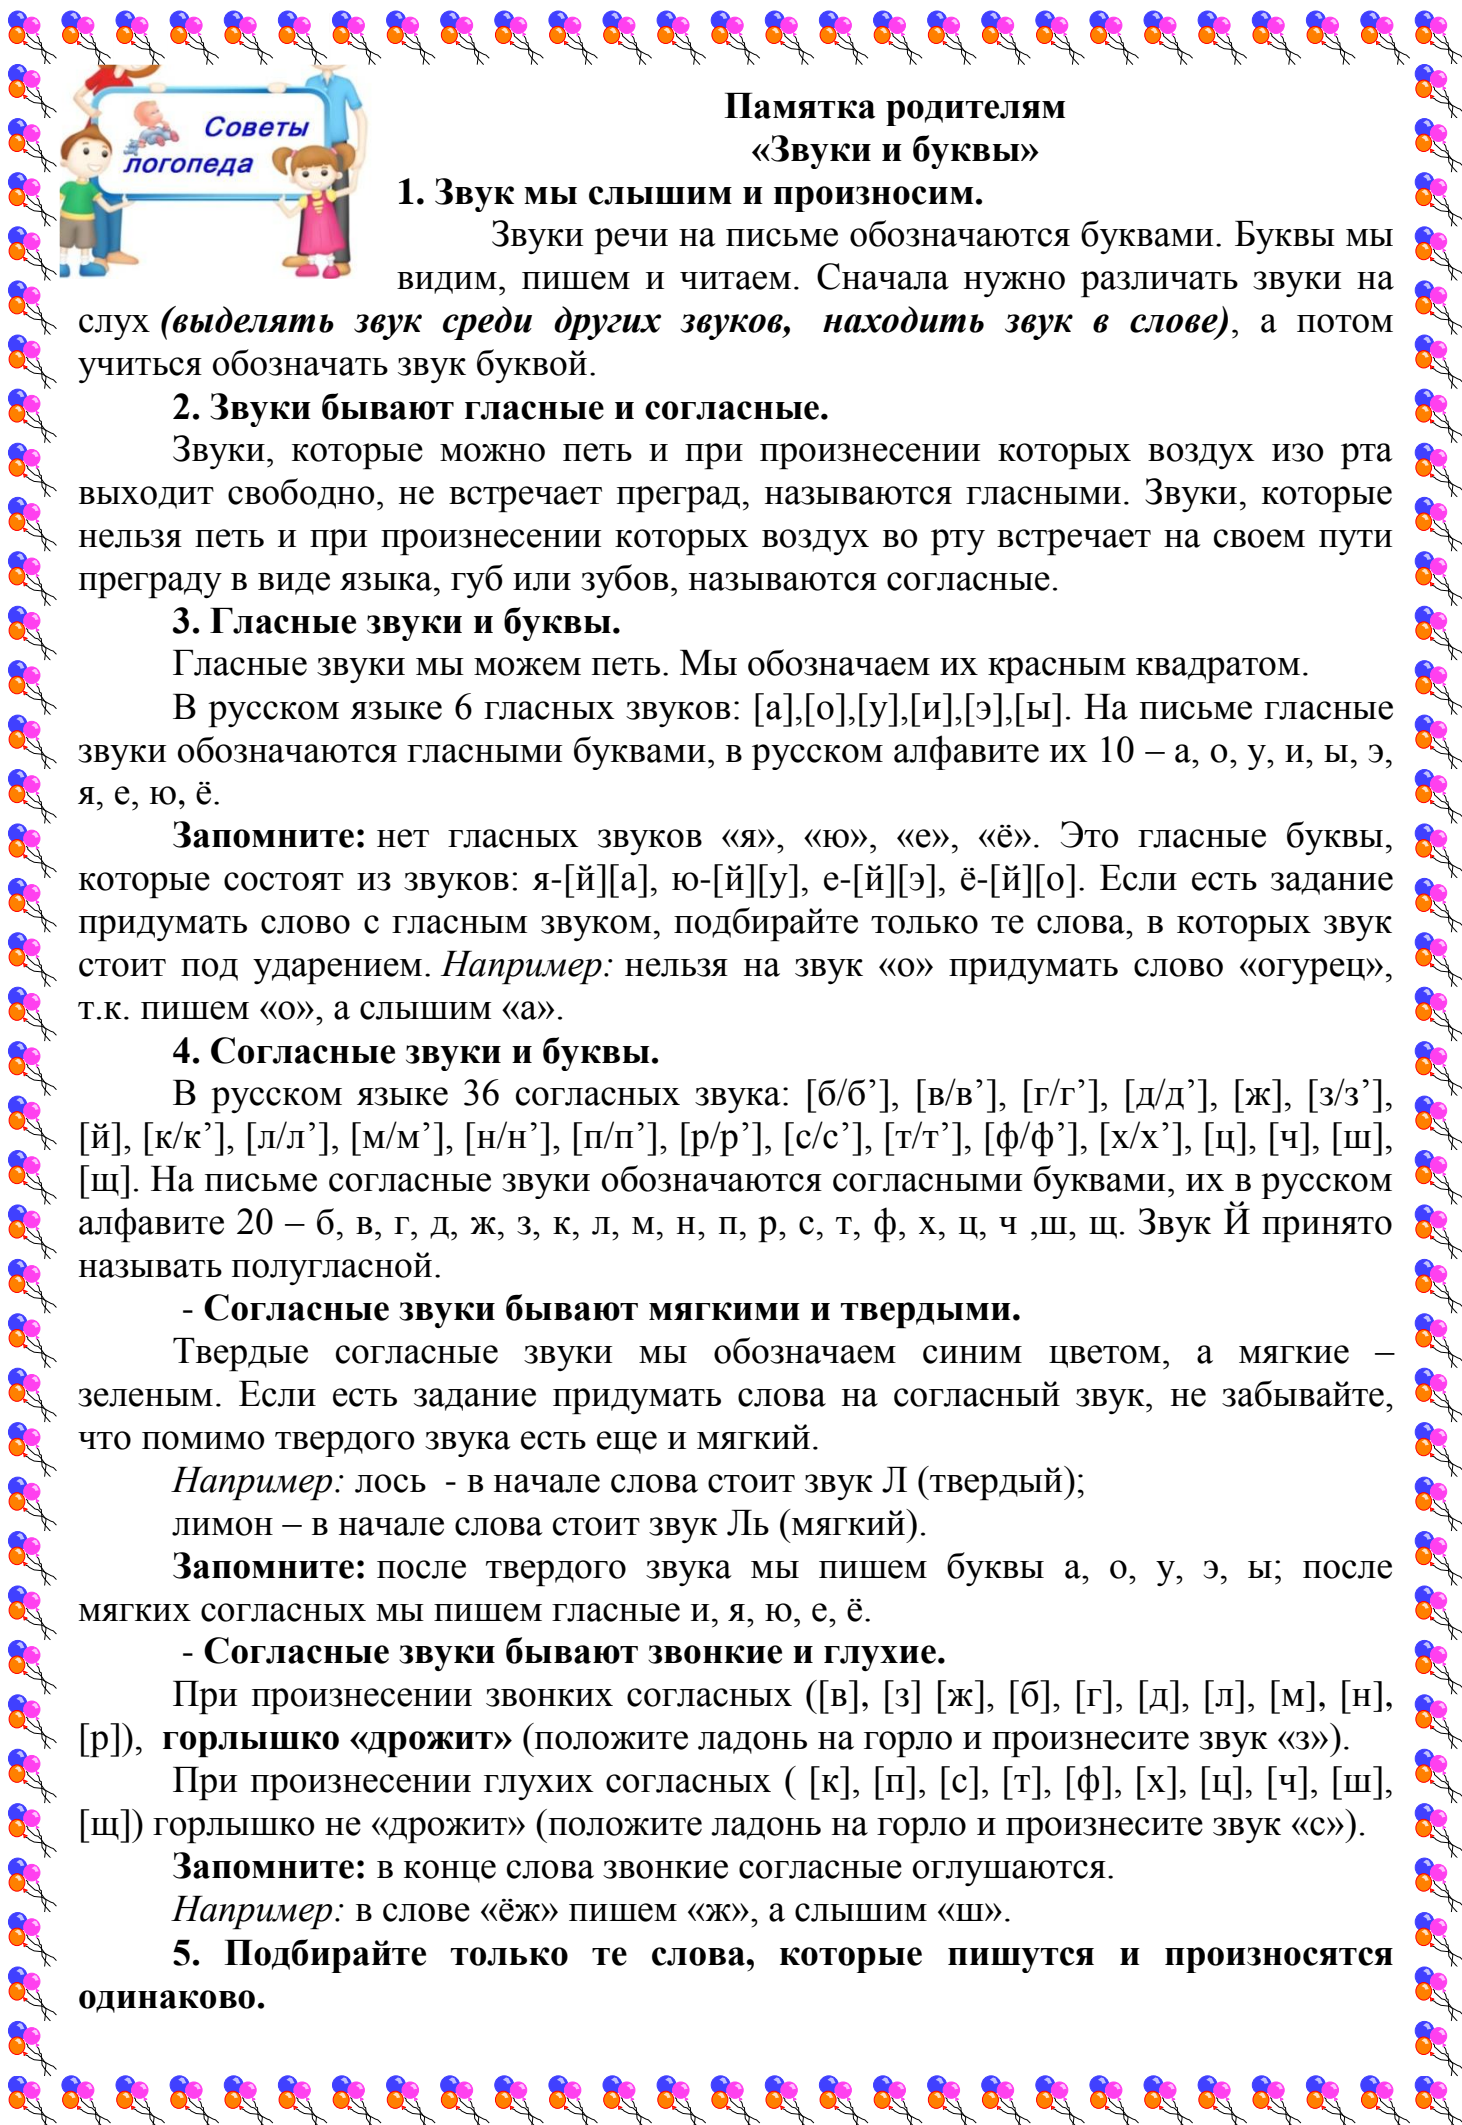 Советы
логопеда
Памятка родителям
«Звуки и буквы»
1. Звук мы слышим и произносим.
Звуки речи на письме обозначаются буквами. Буквы мы
видим, пишем и читаем. Сначала нужно различать звуки на
слух (выделять звук среди других звуков, находить звук в слове), а потом
учиться обозначать звук буквой.
2. Звуки бывают гласные и согласные.
Звуки, которые можно петь и при произнесении которых воздух изо рта
выходит свободно, не встречает преград, называются гласными. Звуки, которые
нельзя петь и при произнесении которых воздух во рту встречает на своем пути
преграду в виде языка, губ или зубов, называются согласные.
3. Гласные звуки и буквы.
Гласные звуки мы можем петь. Мы обозначаем их красным квадратом.
В русском языке 6 гласных звуков: [а],[о],[у],[и],[э],[ы]. На письме гласные
звуки обозначаются гласными буквами, в русском алфавите их 10 – а, о, у, и, ы, э,
я, е, ю, ё.
Запомните: нет гласных звуков «я», «ю», «е», «ё». Это гласные буквы,
которые состоят из звуков: я-[й][а], ю-[й][у], е-[й][э], ё-[й][о]. Если есть задание
придумать слово с гласным звуком, подбирайте только те слова, в которых звук
стоит под ударением. Например: нельзя на звук «о» придумать слово «огурец»,
т.к. пишем «о», а слышим «а».
4. Согласные звуки и буквы.
В русском языке 36 согласных звука: [б/б’], [в/в’], [г/г’], [д/д’], [ж], [з/з’],
[й], [к/к’], [л/л’], [м/м’], [н/н’], [п/п’], [р/р’], [с/с’], [т/т’], [ф/ф’], [х/х’], [ц], [ч], [ш],
[щ]. На письме согласные звуки обозначаются согласными буквами, их в русском
алфавите 20 – б, в, г, д, ж, з, к, л, м, н, п, р, с, т, ф, х, ц, ч ,ш, щ. Звук Й принято
называть полугласной.
- Согласные звуки бывают мягкими и твердыми.
Твердые согласные звуки мы обозначаем синим цветом, а мягкие –
зеленым. Если есть задание придумать слова на согласный звук, не забывайте,
что помимо твердого звука есть еще и мягкий.
Например: лось - в начале слова стоит звук Л (твердый);
лимон – в начале слова стоит звук Ль (мягкий).
Запомните: после твердого звука мы пишем буквы а, о, у, э, ы; после
мягких согласных мы пишем гласные и, я, ю, е, ё.
- Согласные звуки бывают звонкие и глухие.
При произнесении звонких согласных ([в], [з] [ж], [б], [г], [д], [л], [м], [н],
[р]), горлышко «дрожит» (положите ладонь на горло и произнесите звук «з»).
При произнесении глухих согласных ( [к], [п], [с], [т], [ф], [х], [ц], [ч], [ш],
[щ]) горлышко не «дрожит» (положите ладонь на горло и произнесите звук «с»).
Запомните: в конце слова звонкие согласные оглушаются.
Например: в слове «ёж» пишем «ж», а слышим «ш».
5. Подбирайте только те слова, которые пишутся и произносятся
одинаково.